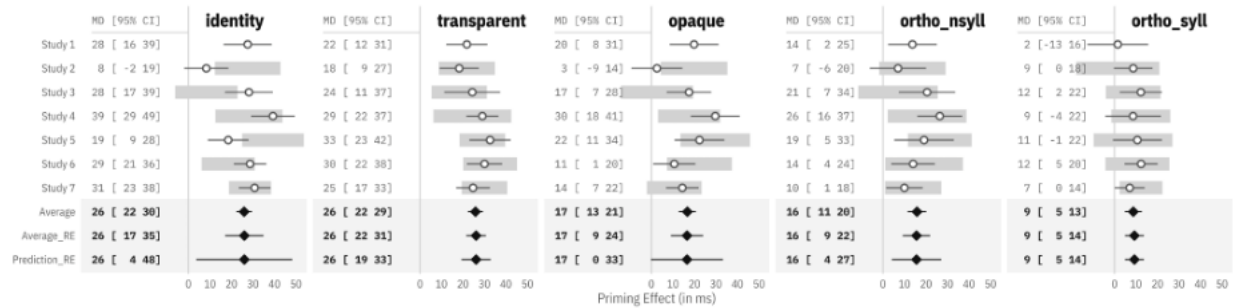 MD [95% CI] identity MD [95% CI] transparent MD [95% CI] opaque MD [95% CI] ortho_nsyll MD [95% CI] ortho_syll
Study 1 28 [ 16 39] 22 [ 12 31] 20 [ 8 31] 14 [ 2 25] 2 [-13 16]
Study 2 8 [ -2 19] 18 [ 9 27] 3 [ -9 14] 7 [ -6 20] 9 [ 0 18]
Study 3 28 [ 17 39] 24 [ 11 37] 17 [ 7 28] 21 [ 7 34] 12 [ 2 22]
Study 4 39 [ 29 49] 29 [ 22 37] 30 [ 18 41] 26 [ 16 37] 9 [ -4 22]
Study 5 19 [ 9 28] 33 [ 23 42] 22 [ 11 34] 19 [ 5 33] 11 [ -1 22]
Study 6 29 [ 21 36] 30 [ 22 38] 11 [ 1 20] 14 [ 4 24] 12 [ 5 20]
Study 7 31 [ 23 38] 25 [ 17 33] 14 [ 7 22] 10 [ 1 18] 7 [ 0 14]
Average 26 [ 22 30] 26 [ 22 29] 17 [ 13 21] 16 [ 11 20] 9 [ 5 13]
Average_RE 26 [ 17 35] 26 [ 22 31] 17 [ 9 24] 16 [ 9 22] 9 [ 5 14]
Prediction_RE 26 [ 4 48] 26 [ 19 33] 17 [ 0 33] 16 [ 4 27] 9 [ 5 14]
0 10 20 30 40 50 0 10 20 30 40 50 0 10 20 30 40 50 0 10 20 30 40 50 0 10 20 30 40 50
Priming Effect (in ms)